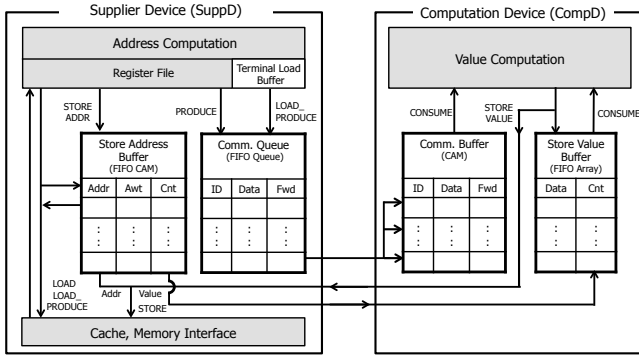 Supplier Device (SuppD)
Address Computation
Register File
Terminal Load
Buffer
STORE
ADDR
PRODUCE
LOAD_
PRODUCE
Store Address
Buffer
(FIFO CAM)
Addr Awt Cnt
Comm. Queue
(FIFO Queue)
ID Data Fwd
LOAD
LOAD_
PRODUCE
Addr Value
STORE
Cache, Memory Interface
Computation Device (CompD)
Value Computation
CONSUME
STORE
VALUE
CONSUME
Comm. Buffer
(CAM)
ID Data Fwd
Store Value
Buffer
(FIFO Array)
Data Cnt